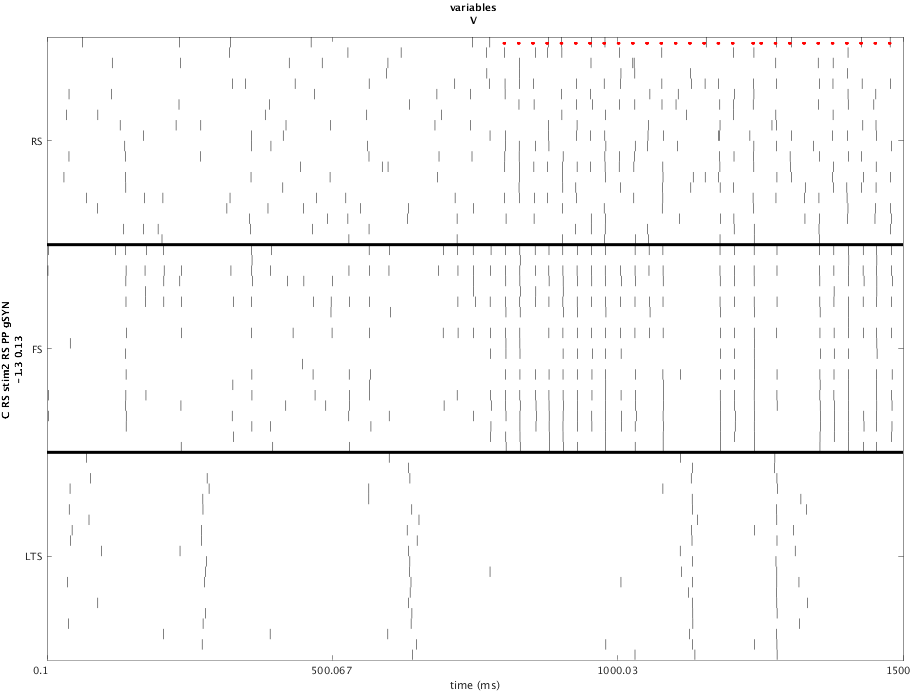 variables
V
RS
FS
LTS
C RS stim2 RS PP gSYN
-1.3 0.13
0.1
500.067
1000.03
1500
time (ms)